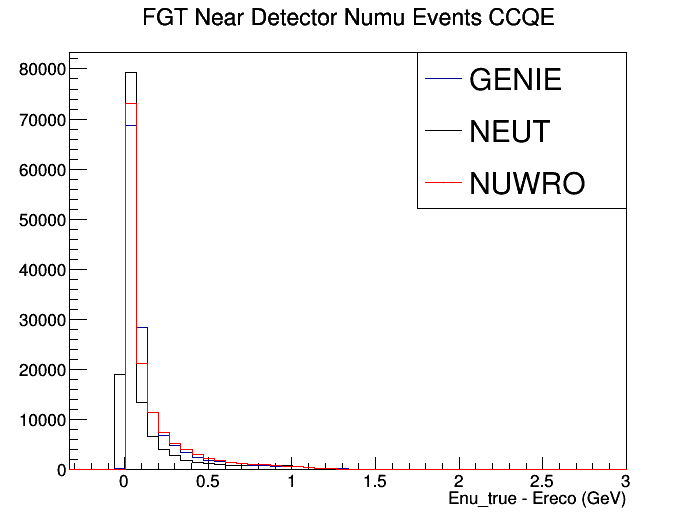 FGT Near Detector Numu Events CCQE
GENIE
NEUT
NUWRO
80000
70000
60000
50000
40000
30000
20000
10000
0
0 0.5 1 1.5 2 2.5 3
Enu_true - Ereco (GeV)